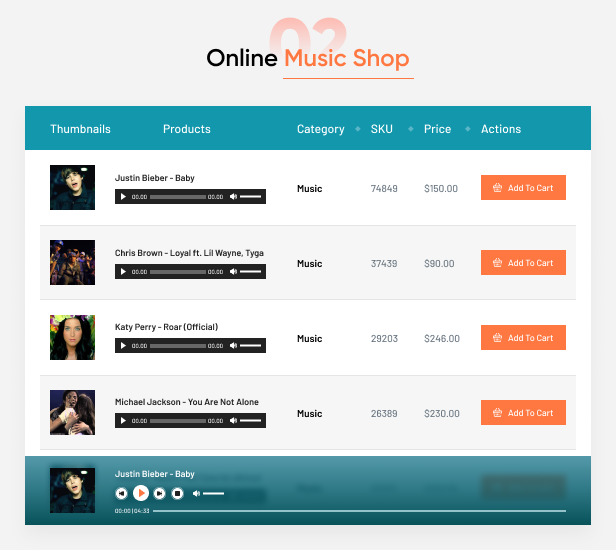 02
Online Music Shop
Thumbnails Products Category SKU Price Actions
Justin Bieber - Baby
00.00 00.00
Music 74849 $150.00 Add To Cart
Chris Brown - Loyal ft. Lil Wayne, Tyga
00.00 00.00
Music 37439 $90.00 Add To Cart
Katy Perry - Roar (Official)
00.00 00.00
Music 29203 $246.00 Add To Cart
Michael Jackson - You Are Not Alone
00.00 00.00
Music 26389 $230.00 Add To Cart
Justin Bieber - Baby
00:00 | 04:33